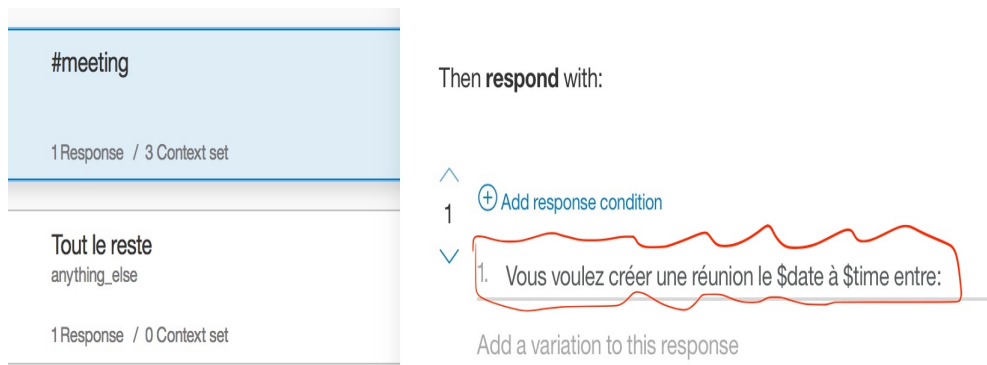 #meeting
1 Response / 3 Context set
Tout le reste
anything_else
1 Response / 0 Context set
Then respond with:
1
Add response condition
1. Vous voulez créer une réunion le $date à $time entre:
Add a variation to this response